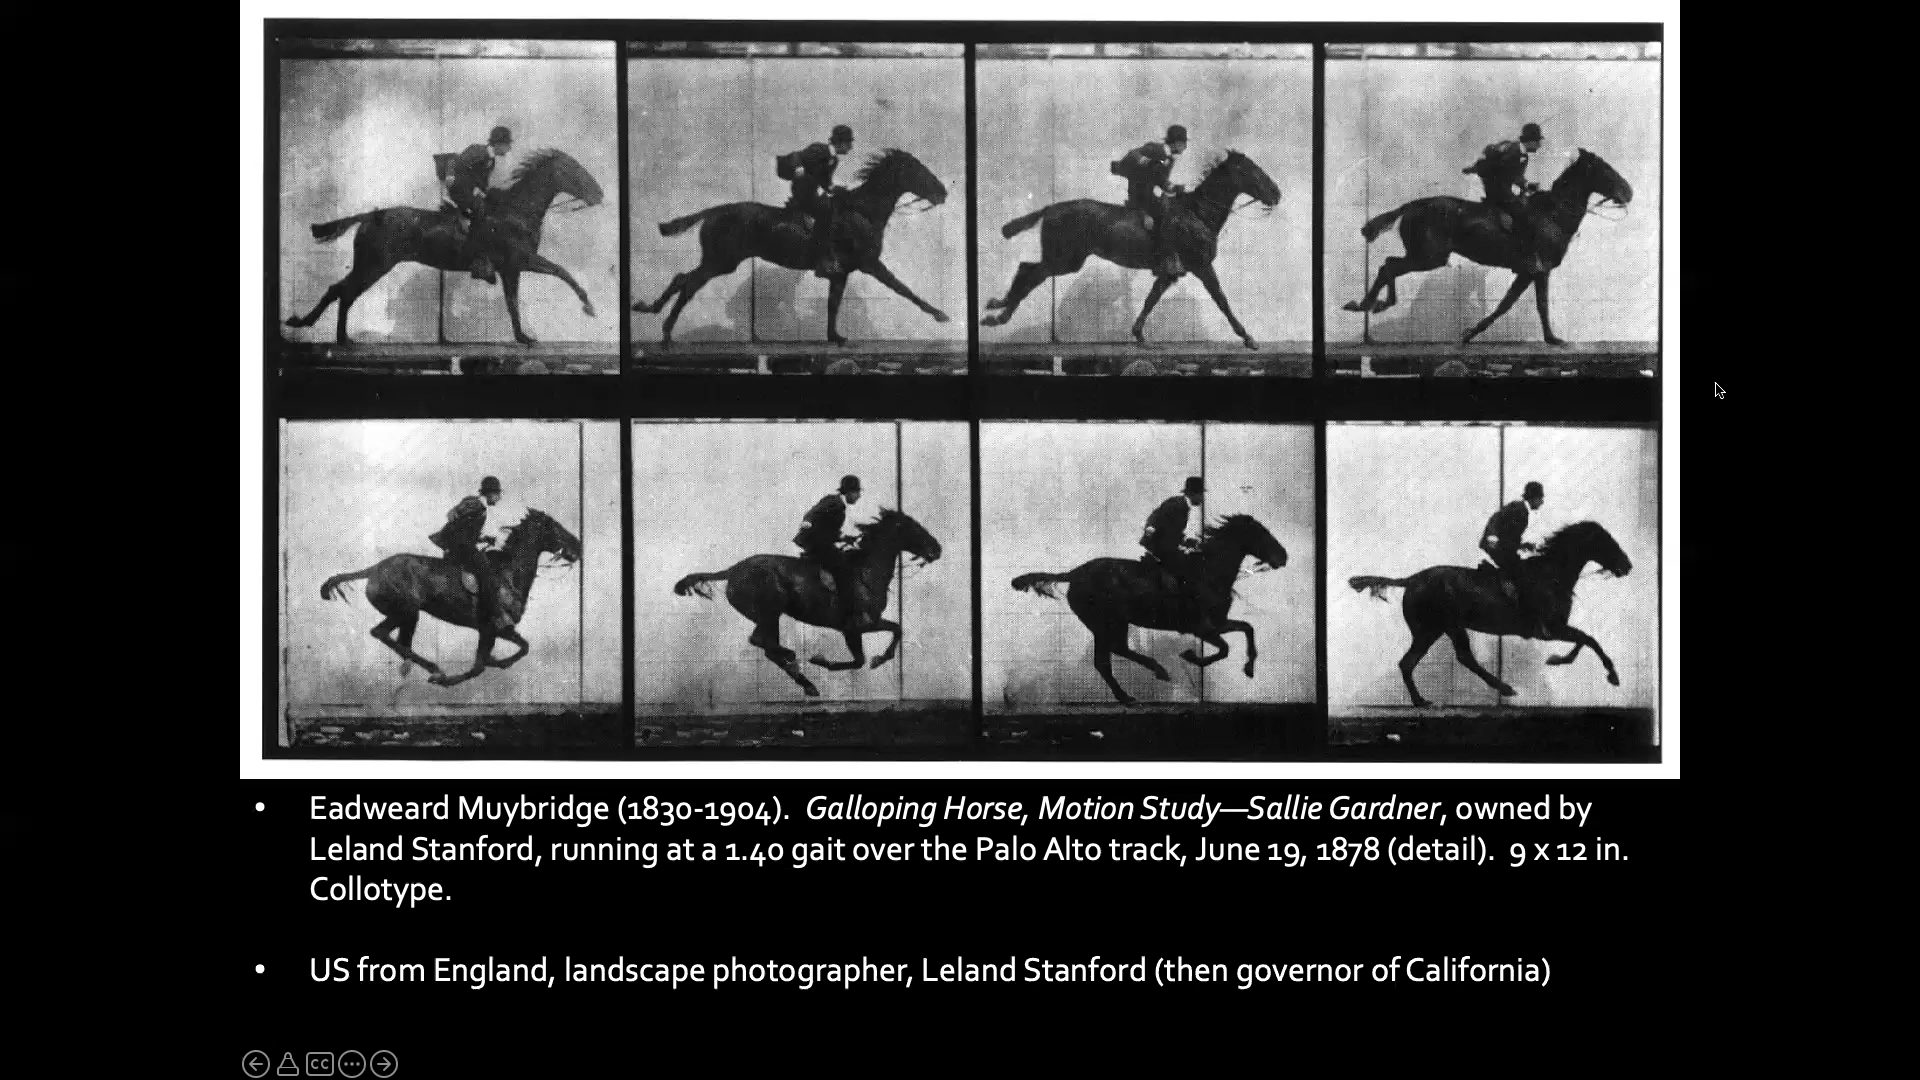 • Eadweard Muybridge (1830-1904).  Galloping Horse, Motion Study—Sallie Gardner, owned by
Leland Stanford, running at a 1.40 gait over the Palo Alto track, June 19, 1878 (detail).  9 x 12 in.
Collotype.
• US from England, landscape photographer, Leland Stanford (then governor of California)
CC